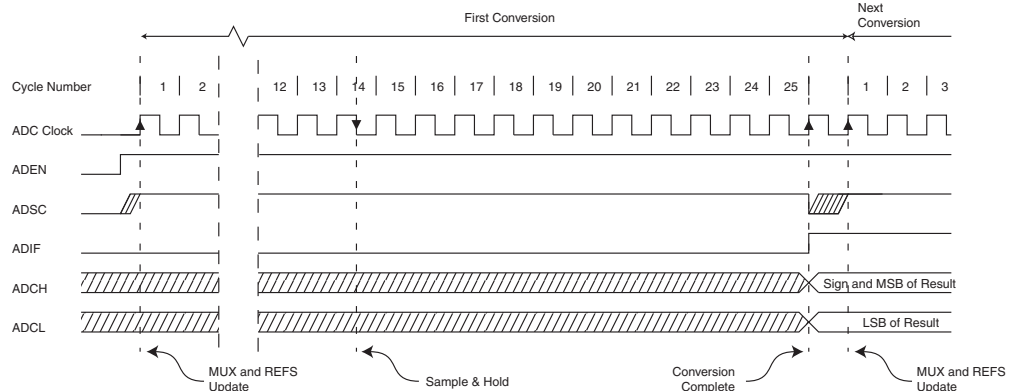 First Conversion
Next
Conversion
Cycle Number 1 2 12 13 14 15 16 17 18 19 20 21 22 23 24 25 1 2 3
ADC Clock
ADEN
ADSC
ADIF
ADCH
Sign and MSB of Result
ADCL
LSB of Result
MUX and REFS
Update
Sample & Hold
Conversion
Complete
MUX and REFS
Update